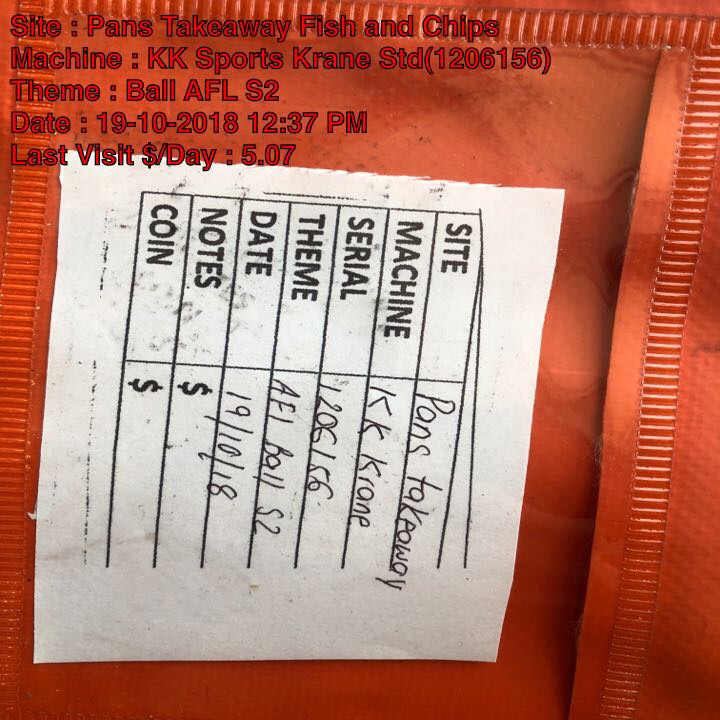 Site : Pans Takeaway Fish and Chips
Machine : KK Sports Krane Std(1206156)
Theme : Ball AFL S2
Date : 19-10-2018 12:37 PM
Last Visit $/Day : 5.07
SITE Pans takeaway
MACHINE KK Krane
SERIAL 1206156
THEME AFl Ball S2
DATE 19/10/18
NOTES $
COIN $